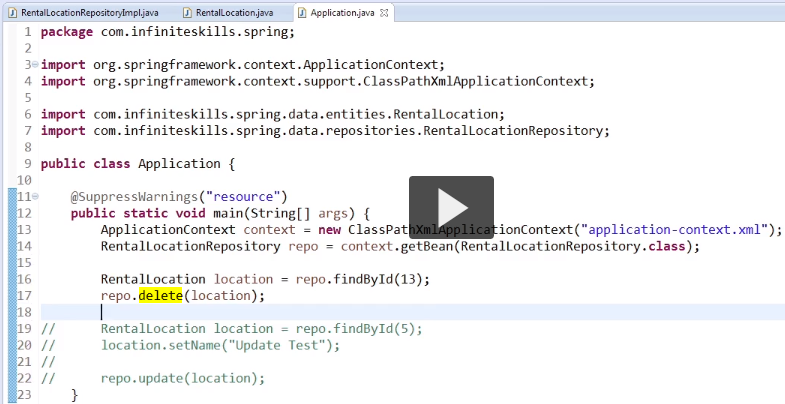 RentalLocationRepositoryImpl.java RentalLocation.java Application.java
1 package com.infiniteskills.spring;
2
3 import org.springframework.context.ApplicationContext;
4 import org.springframework.context.support.ClassPathXmlApplicationContext;
5
6 import com.infiniteskills.spring.data.entities.RentalLocation;
7 import com.infiniteskills.spring.data.repositories.RentalLocationRepository;
8
9 public class Application {
10
11 @SuppressWarnings("resource")
12 public static void main(String[] args) {
13 ApplicationContext context = new ClassPathXmlApplicationContext("application-context.xml");
14 RentalLocationRepository repo = context.getBean(RentalLocationRepository.class);
15
16 RentalLocation location = repo.findById(13);
17 repo.delete(location);
18
19 // RentalLocation location = repo.findById(5);
20 // location.setName("Update Test");
21 //
22 // repo.update(location);
23 }